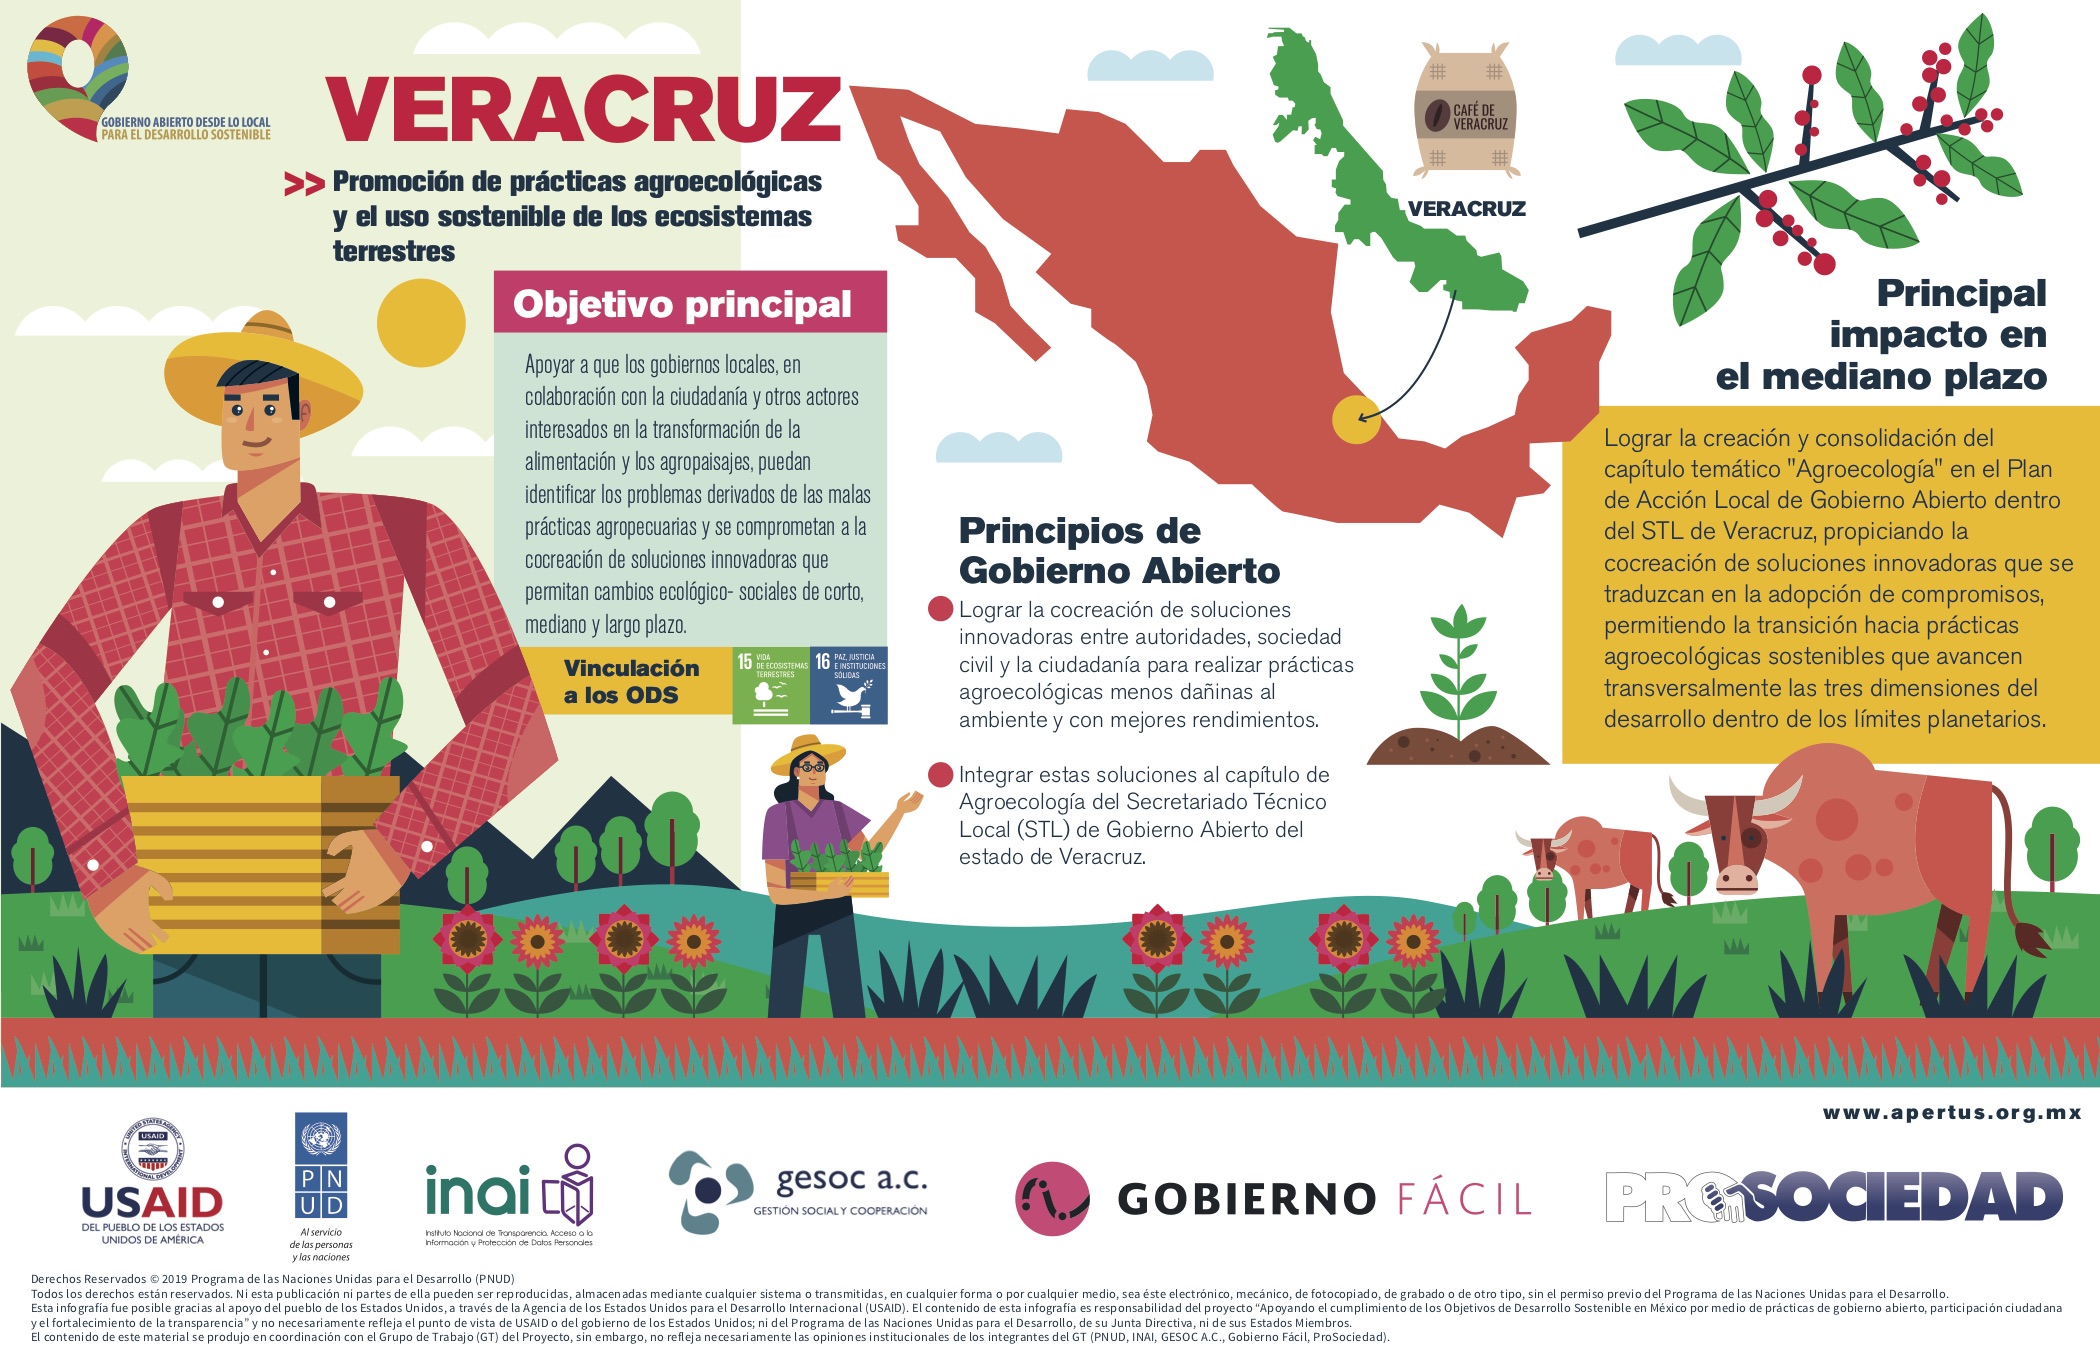 GOBIERNO ABIERTO DESDE LO LOCAL
PARA EL DESARROLLO SOSTENIBLE
VERACRUZ
>> Promoción de prácticas agroecológicas
y el uso sostenible de los ecosistemas
terrestres
Objetivo principal
Apoyar a que los gobiernos locales, en
colaboración con la ciudadanía y otros actores
interesados en la transformación de la
alimentación y los agropaisajes, puedan
identificar los problemas derivados de las malas
prácticas agropecuarias y se comprometan a la
cocreación de soluciones innovadoras que
permitan cambios ecológico- sociales de corto,
mediano y largo plazo.
Vinculación
a los ODS
15 VIDA
DE ECOSISTEMAS
TERRESTRES
16 PAZ, JUSTICIA
E INSTITUCIONES
SÓLIDAS
CAFÉ DE
VERACRUZ
VERACRUZ
Principios de
Gobierno Abierto
Lograr la cocreación de soluciones
innovadoras entre autoridades, sociedad
civil y la ciudadanía para realizar prácticas
agroecológicas menos dañinas al
ambiente y con mejores rendimientos.
Integrar estas soluciones al capítulo de
Agroecología del Secretariado Técnico
Local (STL) de Gobierno Abierto del
estado de Veracruz.
Principal
impacto en
el mediano plazo
Lograr la creación y consolidación del
capítulo temático "Agroecología" en el Plan
de Acción Local de Gobierno Abierto dentro
del STL de Veracruz, propiciando la
cocreación de soluciones innovadoras que se
traduzcan en la adopción de compromisos,
permitiendo la transición hacia prácticas
agroecológicas sostenibles que avancen
transversalmente las tres dimensiones del
desarrollo dentro de los límites planetarios.
www.apertus.org.mx
UNITED STATES AGENCY
USAID
INTERNATIONAL DEVELOPMENT
USAID
DEL PUEBLO DE LOS ESTADOS
UNIDOS DE AMÉRICA
P N
U D
Al servicio
de las personas
y las naciones
inai
Instituto Nacional de Transparencia, Acceso a la
Información y Protección de Datos Personales
gesoc a.c.
GESTIÓN SOCIAL Y COOPERACIÓN
GOBIERNO FÁCIL
PROSOCIEDAD
Derechos Reservados © 2019 Programa de las Naciones Unidas para el Desarrollo (PNUD)
Todos los derechos están reservados. Ni esta publicación ni partes de ella pueden ser reproducidas, almacenadas mediante cualquier sistema o transmitidas, en cualquier forma o por cualquier medio, sea éste electrónico, mecánico, de fotocopiado, de grabado o de otro tipo, sin el permiso previo del Programa de las Naciones Unidas para el Desarrollo.
Esta infografía fue posible gracias al apoyo del pueblo de los Estados Unidos, a través de la Agencia de los Estados Unidos para el Desarrollo Internacional (USAID). El contenido de esta infografía es responsabilidad del proyecto “Apoyando el cumplimiento de los Objetivos de Desarrollo Sostenible en México por medio de prácticas de gobierno abierto, participación ciudadana
y el fortalecimiento de la transparencia” y no necesariamente refleja el punto de vista de USAID o del gobierno de los Estados Unidos; ni del Programa de las Naciones Unidas para el Desarrollo, de su Junta Directiva, ni de sus Estados Miembros.
El contenido de este material se produjo en coordinación con el Grupo de Trabajo (GT) del Proyecto, sin embargo, no refleja necesariamente las opiniones institucionales de los integrantes del GT (PNUD, INAI, GESOC A.C., Gobierno Fácil, ProSociedad).